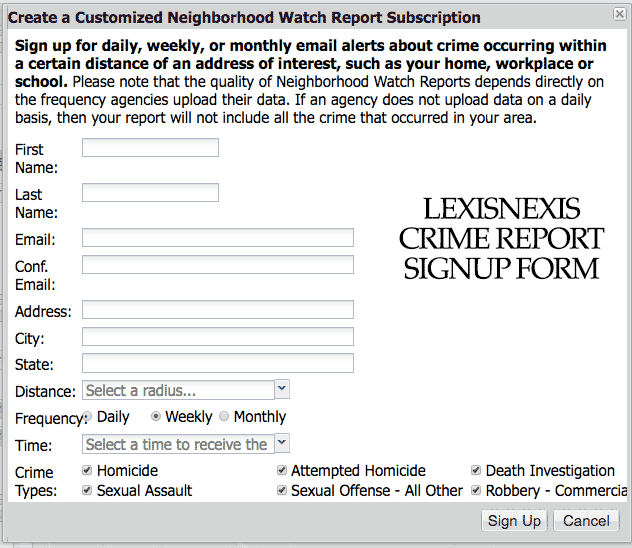 Create a Customized Neighborhood Watch Report Subscription
Sign up for daily, weekly, or monthly email alerts about crime occurring within
a certain distance of an address of interest, such as your home, workplace or
school. Please note that the quality of Neighborhood Watch Reports depends directly on
the frequency agencies upload their data. If an agency does not upload data on a daily
basis, then your report will not include all the crime that occurred in your area.
First
Name:
Last
Name:
LEXISNEXIS
CRIME REPORT
SIGNUP FORM
Email:
Conf.
Email:
Address:
City:
State:
Distance: Select a radius...
Frequency: Daily Weekly Monthly
Time: Select a time to receive the
Crime
Types:
Homicide Attempted Homicide Death Investigation
Sexual Assault Sexual Offense - All Other Robbery - Commercia
Sign Up Cancel